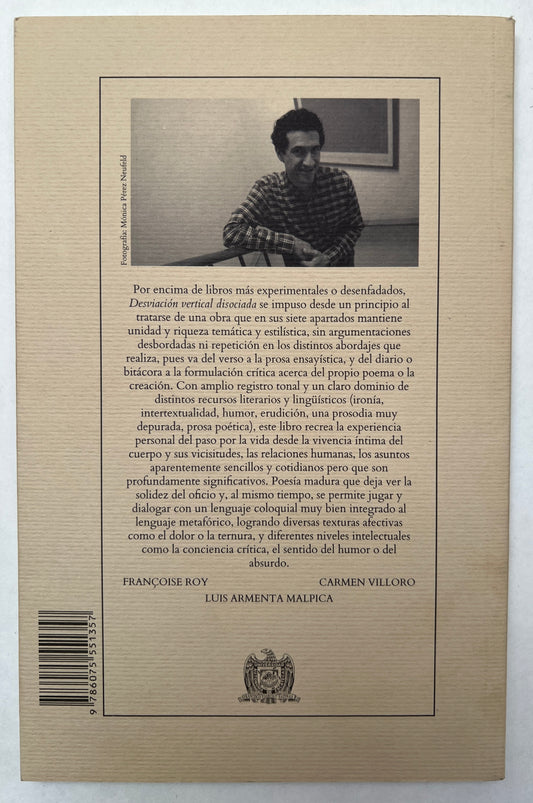 Fotografía: Mónica Pérez Neufeld
Por encima de libros más experimentales o desenfadados,
Desviación vertical disociada se impuso desde un principio al
tratarse de una obra que en sus siete apartados mantiene
unidad y riqueza temática y estilística, sin argumentaciones
desbordadas ni repetición en los distintos abordajes que
realiza, pues va del verso a la prosa ensayística, y del diario o
bitácora a la formulación crítica acerca del propio poema o la
creación. Con amplio registro tonal y un claro dominio de
distintos recursos literarios y lingüísticos (ironía,
intertextualidad, humor, erudición, una prosodia muy
depurada, prosa poética), este libro recrea la experiencia
personal del paso por la vida desde la vivencia íntima del
cuerpo y sus vicisitudes, las relaciones humanas, los asuntos
aparentemente sencillos y cotidianos pero que son
profundamente significativos. Poesía madura que deja ver la
solidez del oficio y, al mismo tiempo, se permite jugar y
dialogar con un lenguaje coloquial muy bien integrado al
lenguaje metafórico, logrando diversas texturas afectivas
como el dolor o la ternura, y diferentes niveles intelectuales
como la conciencia crítica, el sentido del humor o del
absurdo.
FRANÇOISE ROY CARMEN VILLORO
LUIS ARMENTA MALPICA
9 786075 551357